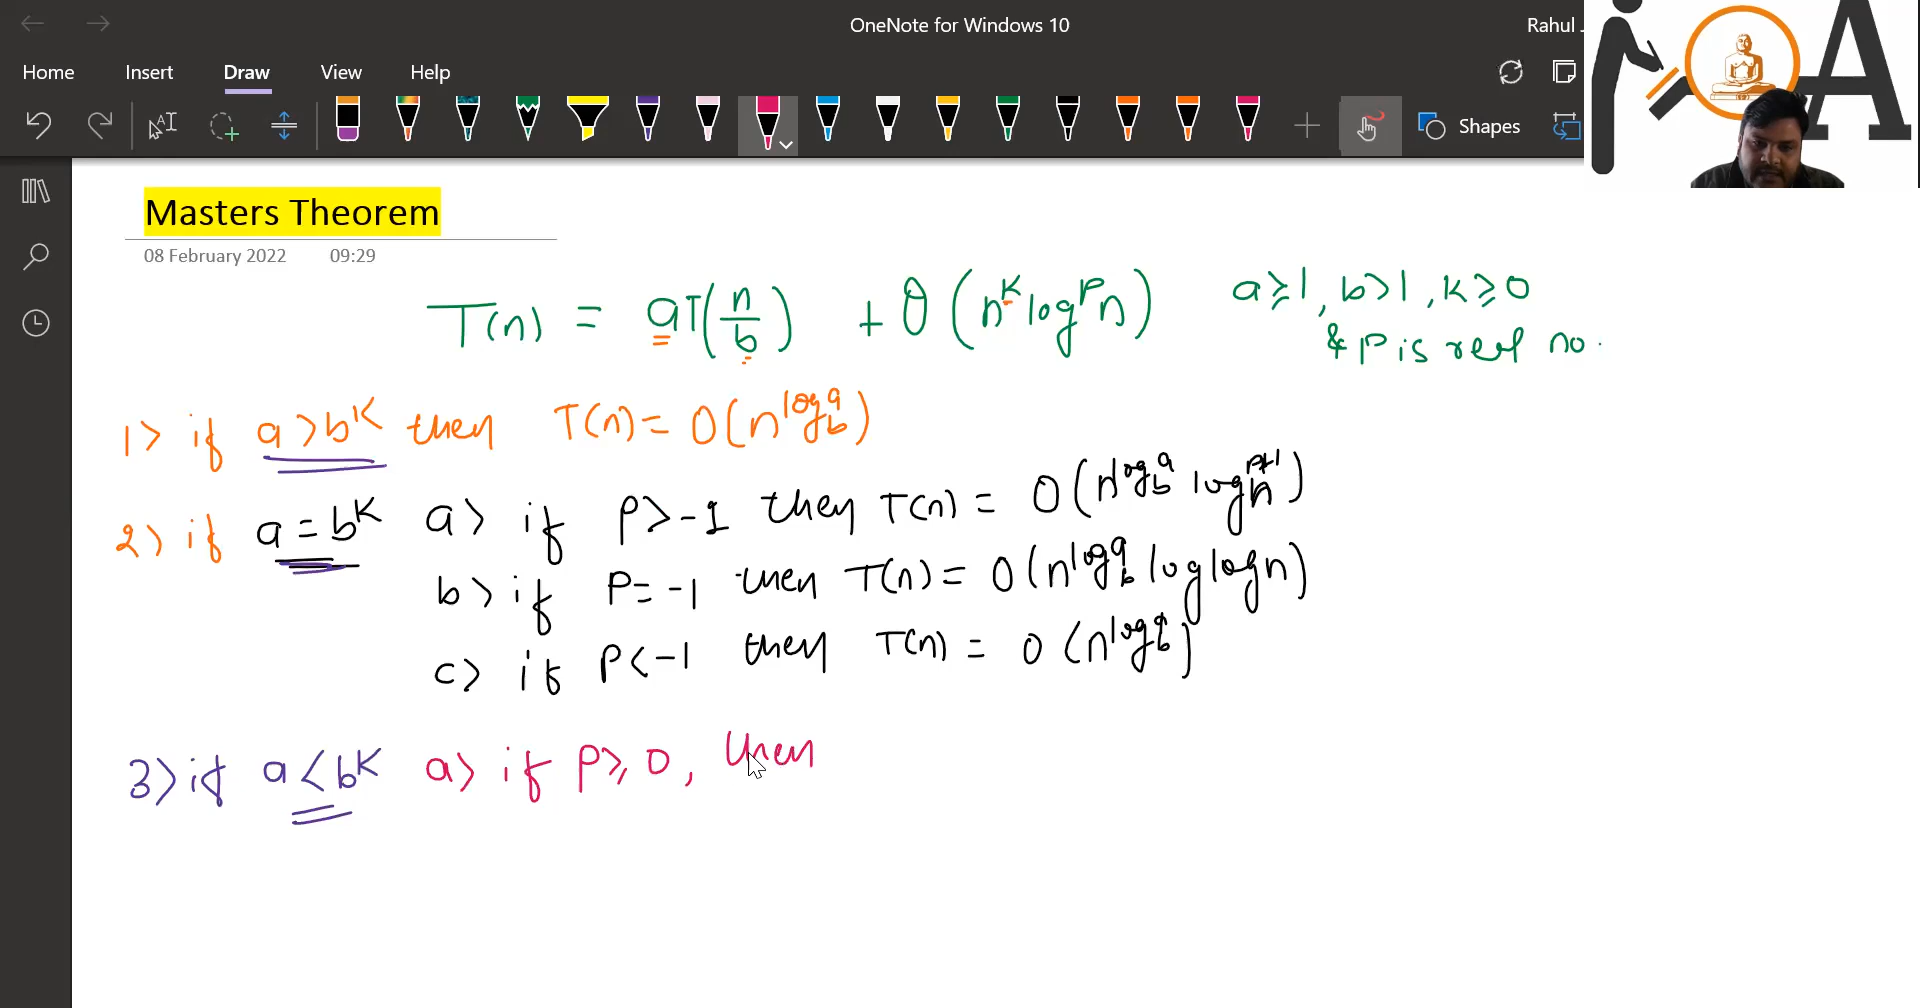 OneNote for Windows 10
Rahul J
Home Insert Draw View Help
Shapes
Masters Theorem
08 February 2022 09:29
T(n) = aT(n/b) + θ(n^k log^p n) a ≥ 1, b > 1, k ≥ 0
& p is real no.
1> if a > b^k then T(n) = O(n^log_b^a)
2> if a = b^k a> if p > -1 then T(n) = O(n^log_b^a log^p+1 n)
b> if p = -1 then T(n) = O(n^log_b^a log log n)
c> if p < -1 then T(n) = O(n^log_b^a)
3> if a < b^k a> if p ≥ 0, then